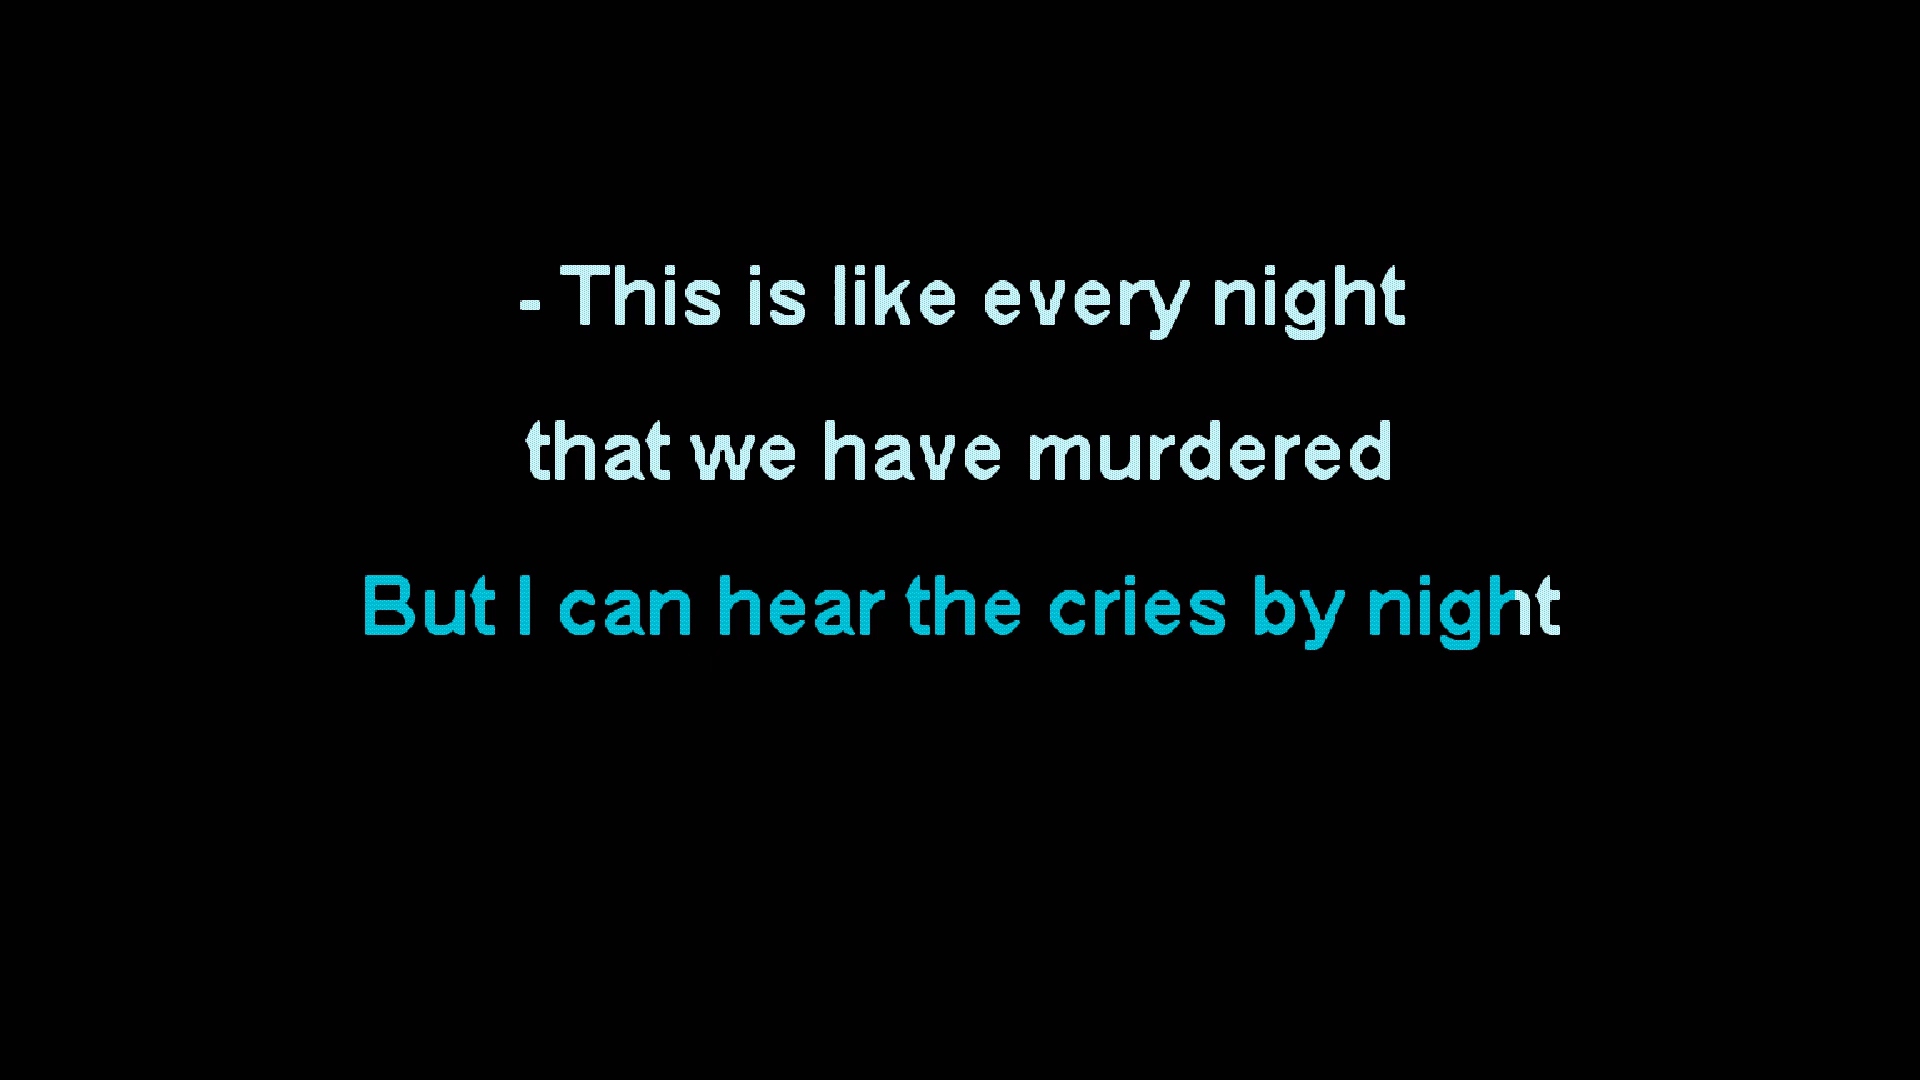 - This is like every night
that we have murdered
But I can hear the cries by night